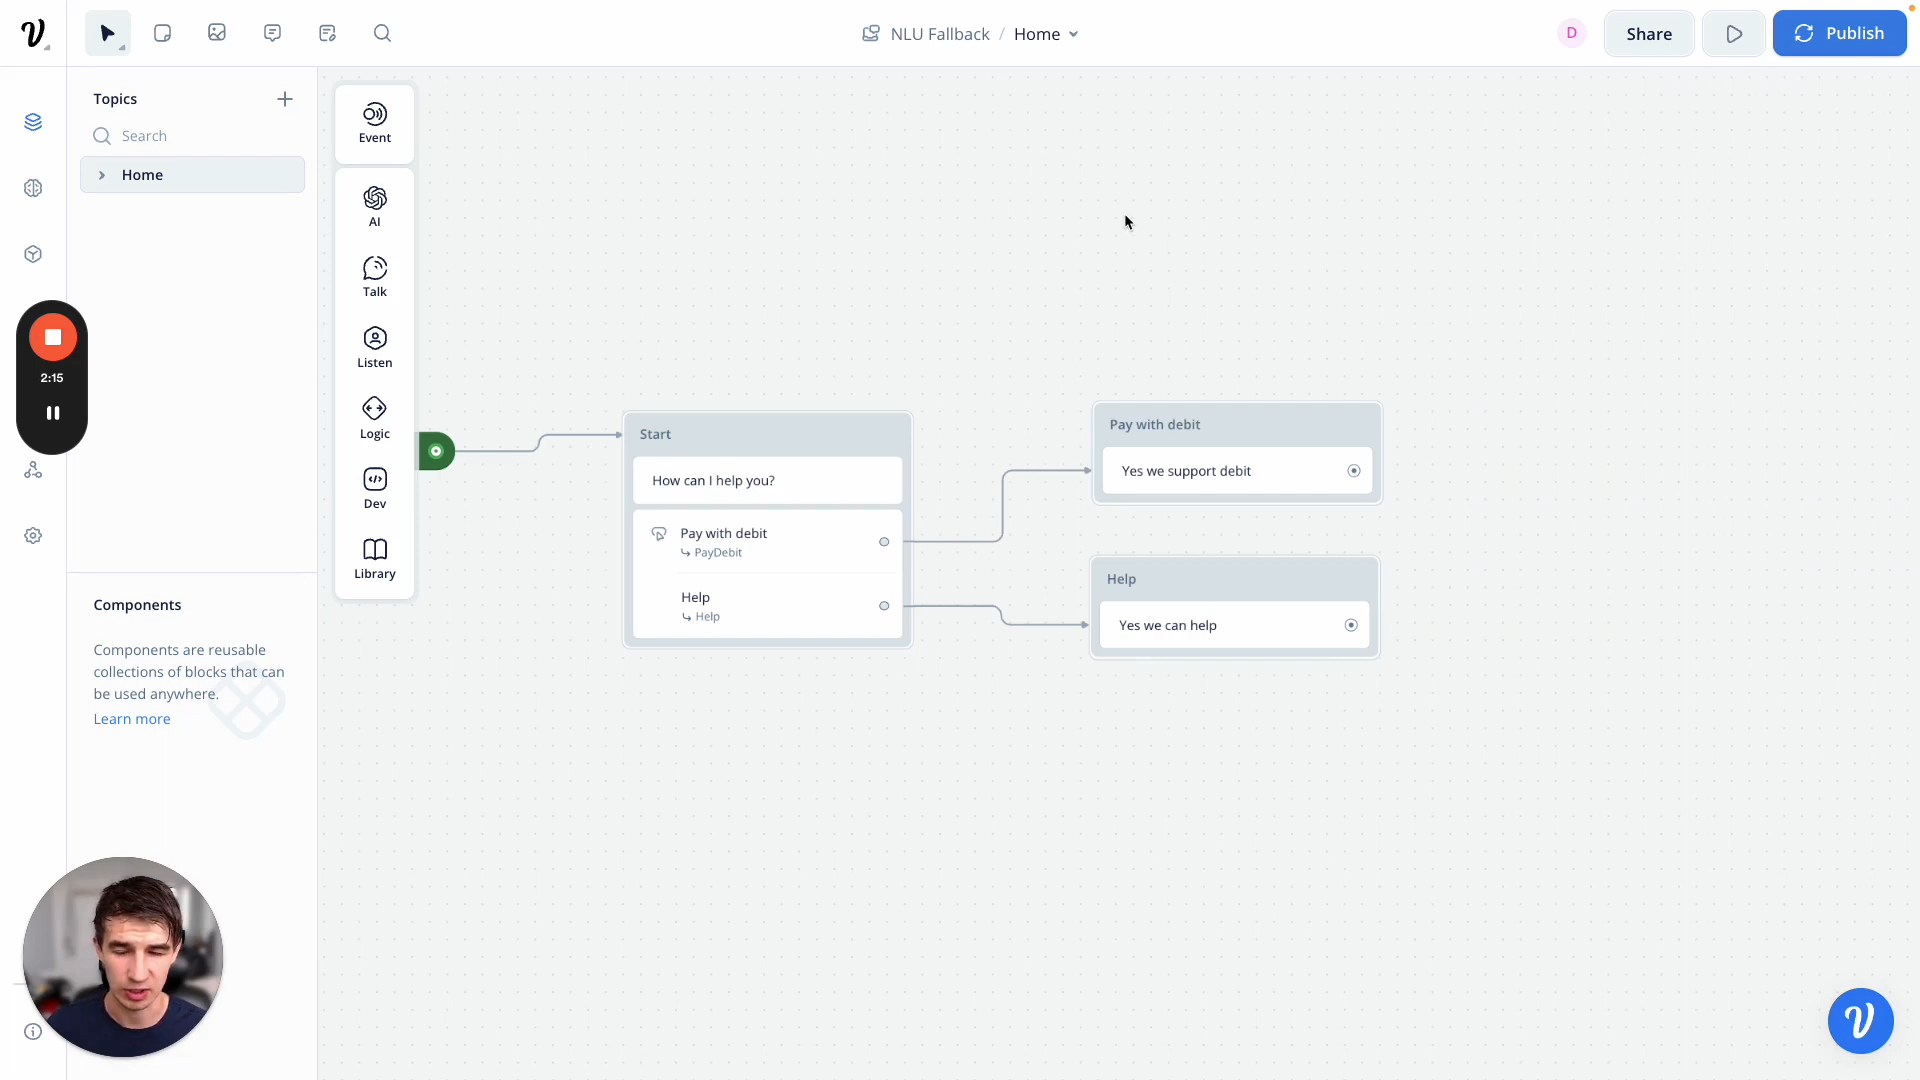 NLU Fallback / Home
D
Share
Publish
Topics
Search
Home
Event
AI
Talk
Listen
Logic
Dev
Library
2:15
Start
How can I help you?
Pay with debit
PayDebit
Help
Help
Pay with debit
Yes we support debit
Help
Yes we can help
Components
Components are reusable
collections of blocks that can
be used anywhere.
Learn more